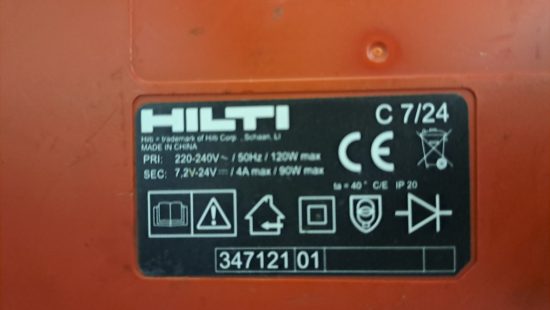 HILTI C 7/24
Hilti = trademark of Hilti Corp., Schaan, LI
MADE IN CHINA
PRI: 220-240V ~ / 50Hz / 120W max
SEC: 7,2V-24V ⎓ / 4A max / 90W max
CE
ta = 40° C/E IP 20
347121 01